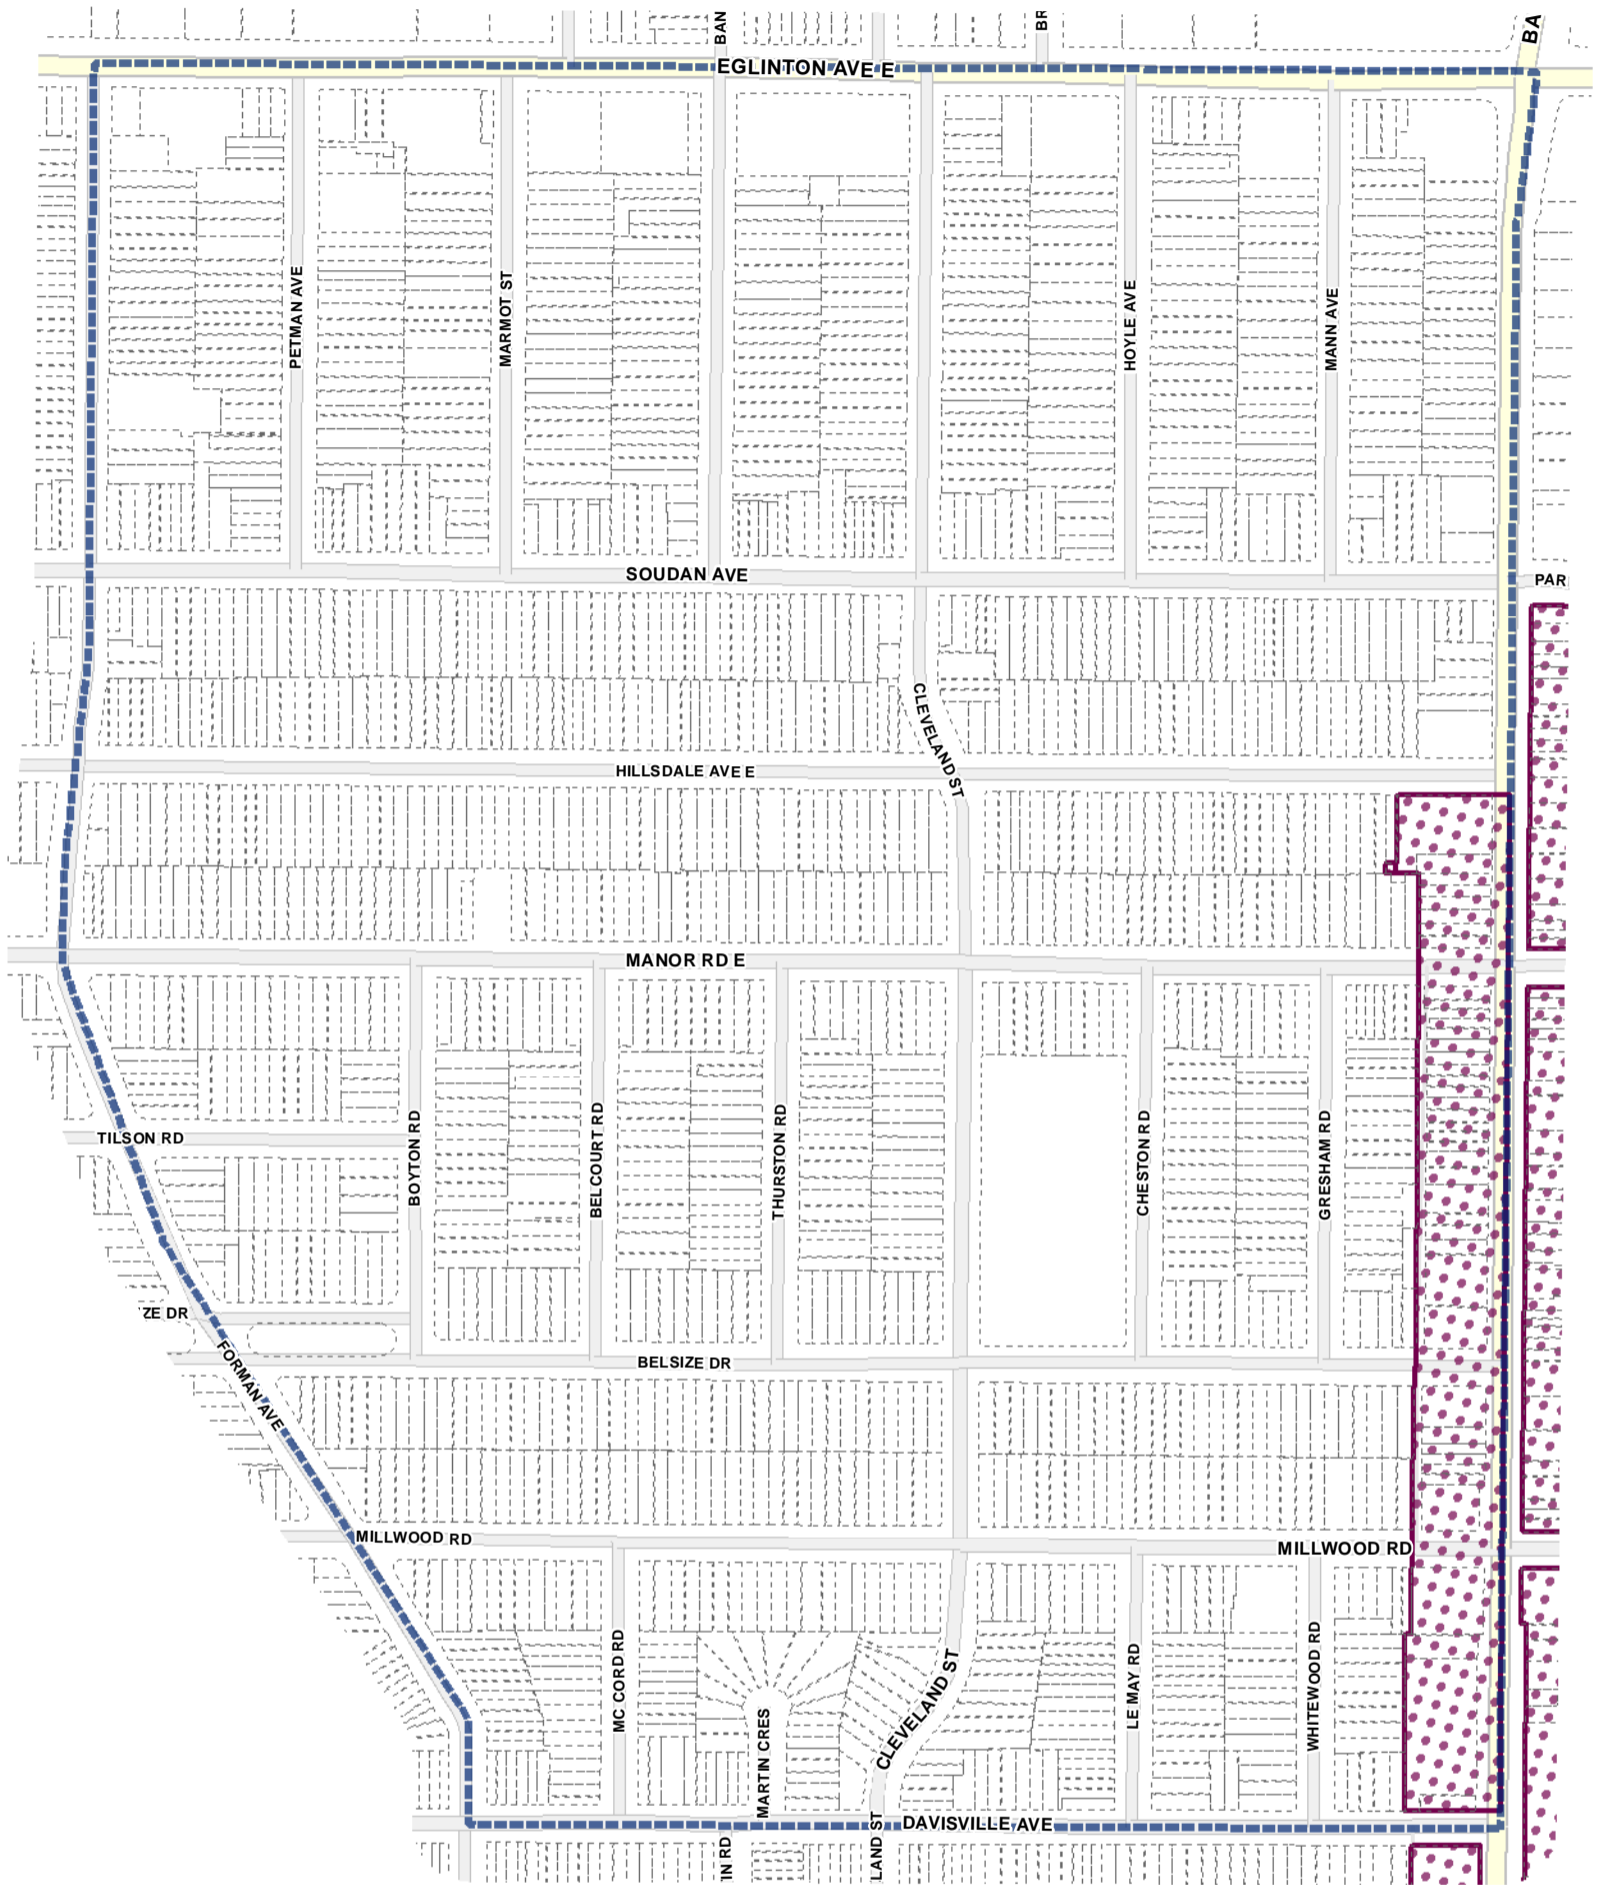 BAN
BR
BA
EGLINTON AVE E
PETMAN AVE
MARMOT ST
HOYLE AVE
MANN AVE
SOUDAN AVE
PAR
CLEVELAND ST
HILLSDALE AVE E
MANOR RD E
TILSON RD
BOYTON RD
BELCOURT RD
THURSTON RD
CHESTON RD
GRESHAM RD
ZE DR
FORMAN AVE
BELSIZE DR
MILLWOOD RD
MILLWOOD RD
MC CORD RD
MARTIN CRES
CLEVELAND ST
LE MAY RD
WHITEWOOD RD
DAVISVILLE AVE
IN RD
LAND ST